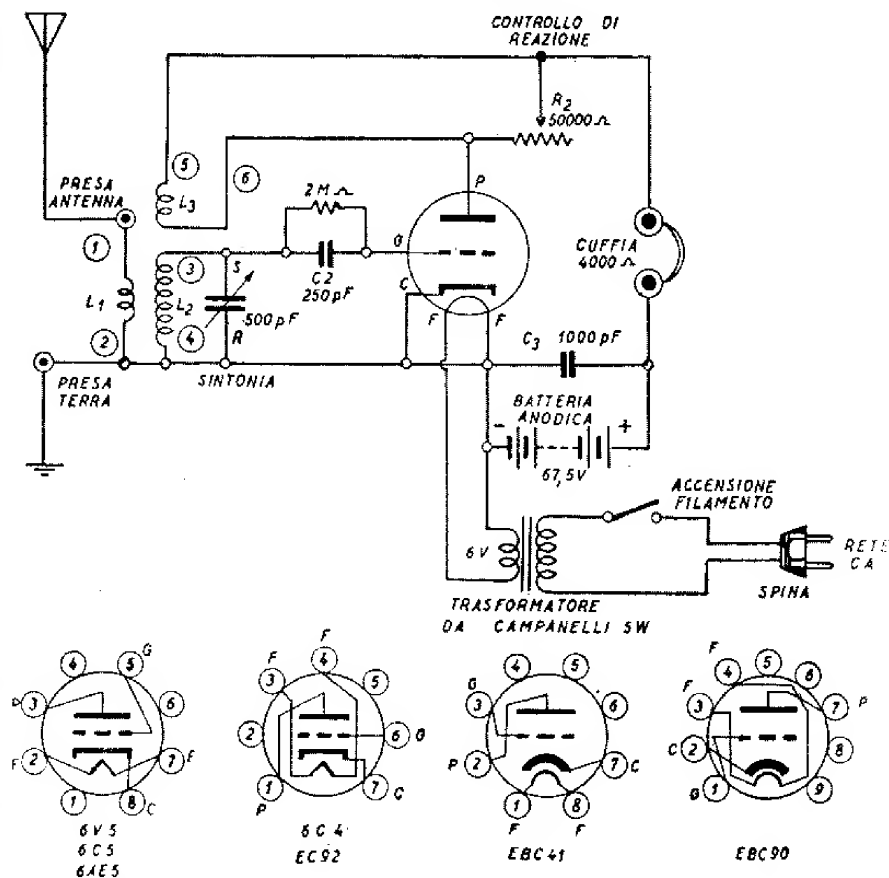 CONTROLLO DI
REAZIONE
R2
50000 Ω
5
6
P
PRESA
ANTENNA
L3
2 M Ω
1
3
S
G
CUFFIA
4000 Ω
C
C2
250 pF
L1
L2
500 pF
F
F
4
R
2
C3
1000 pF
PRESA
TERRA
SINTONIA
BATTERIA
ANODICA
- +
67,5V
ACCENSIONE
FILAMENTO
6 V
RETE
CA
SPINA
TRASFORMATORE
DA CAMPANELLI 5W
4 5 G
P 3 6
F 2 7 F
1 8 C
6V5
6C5
6AE5
F
F 4
3 5
2 6 G
1 7 C
P
6C4
EC92
4 5
G 3 6
P 2 7 C
1 8
F F
EBC41
F 4 5 6
F 3 7 P
C 2 8
G 1 9
EBC90